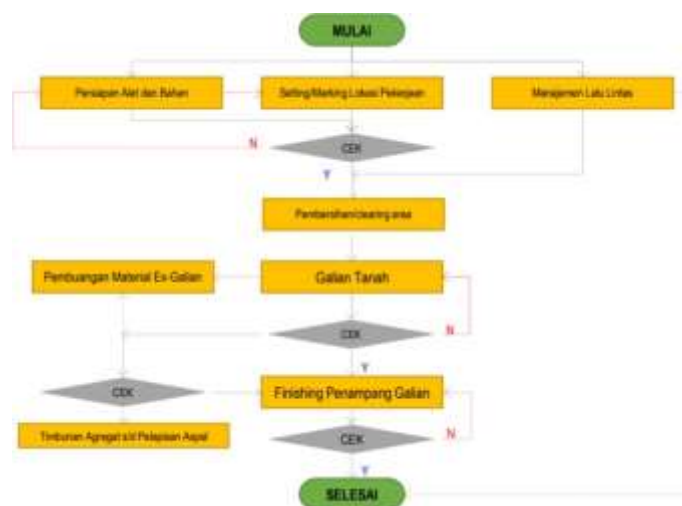 MULAI
Persiapan Alat dan Bahan
Setting/Marking Lokasi Pekerjaan
Manajemen Lalu Lintas
N
CEK
Y
Pembersihan/clearing area
Pembuangan Material Ex-Galian
Galian Tanah
CEK
N
Y
CEK
Finishing Penampang Galian
Timbunan Agregat s/d Pelapisan Aspal
CEK
N
Y
SELESAI